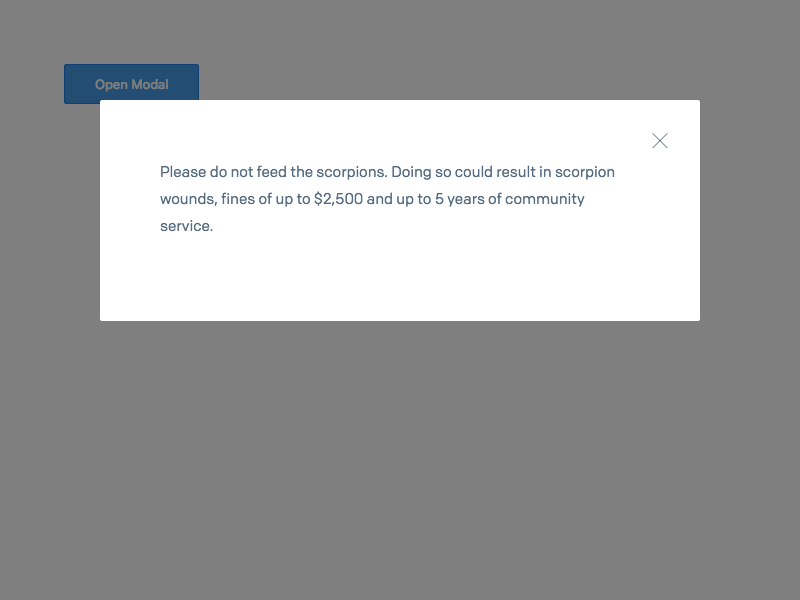 Open Modal
Please do not feed the scorpions. Doing so could result in scorpion
wounds, fines of up to $2,500 and up to 5 years of community
service.